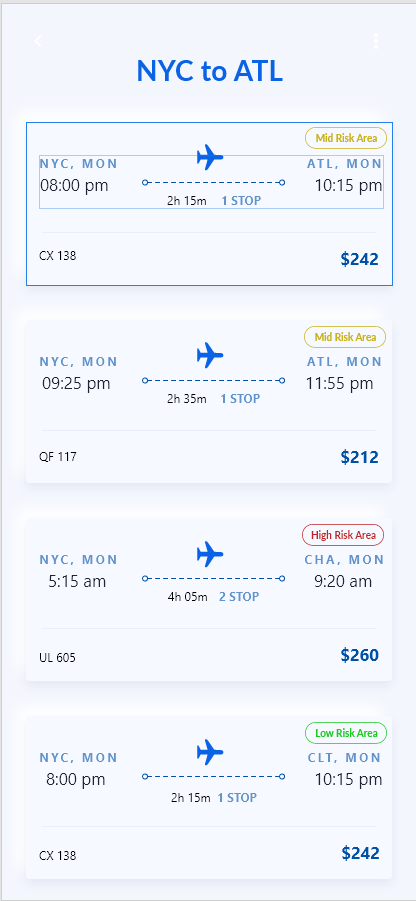 NYC to ATL
Mid Risk Area
NYC, MON
ATL, MON
08:00 pm
10:15 pm
2h 15m 1 STOP
CX 138
$242
Mid Risk Area
NYC, MON
ATL, MON
09:25 pm
11:55 pm
2h 35m 1 STOP
QF 117
$212
High Risk Area
NYC, MON
CHA, MON
5:15 am
9:20 am
4h 05m 2 STOP
UL 605
$260
Low Risk Area
NYC, MON
CLT, MON
8:00 pm
10:15 pm
2h 15m 1 STOP
CX 138
$242